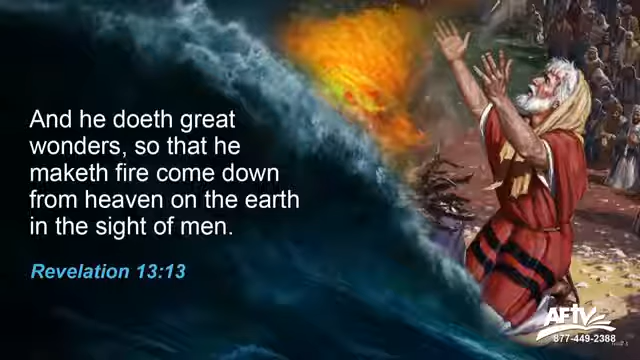 And he doeth great
wonders, so that he
maketh fire come down
from heaven on the earth
in the sight of men.
Revelation 13:13
AFTV
877-449-2388